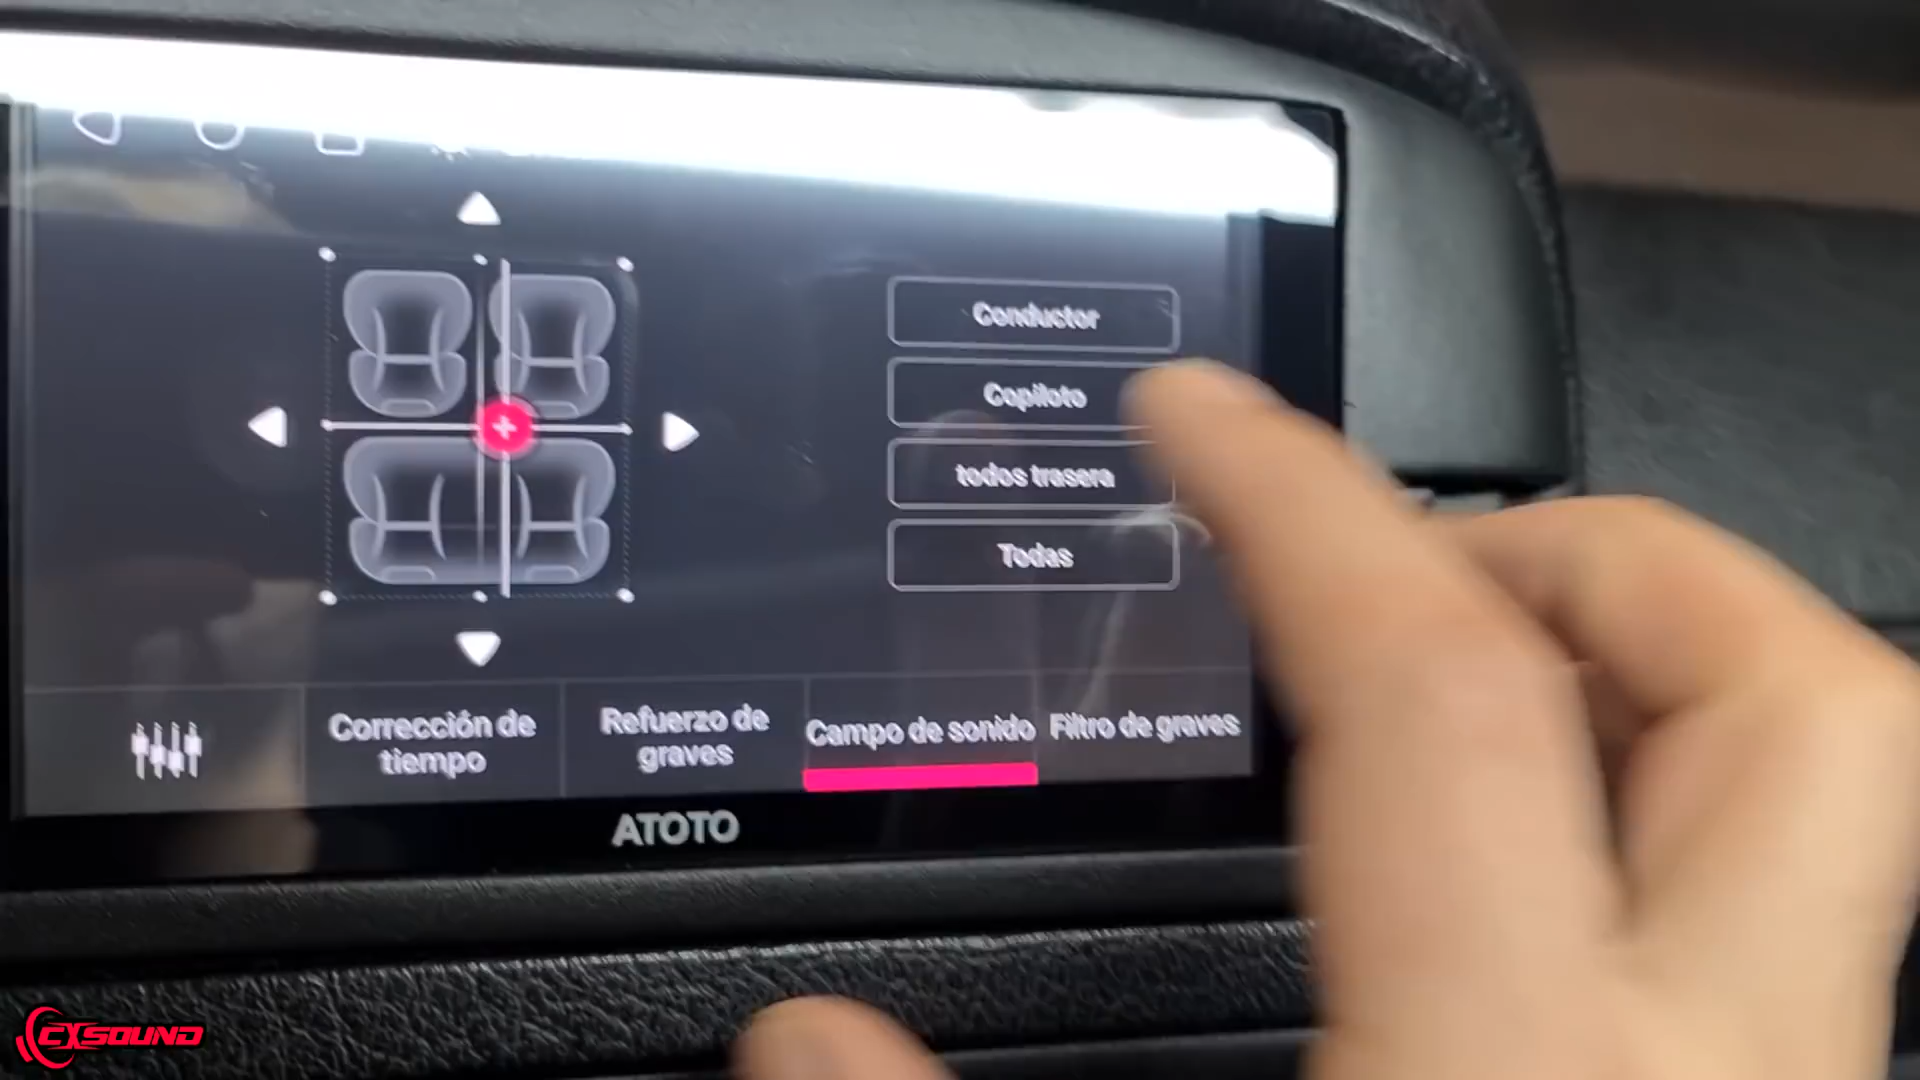 Conductor
Copiloto
todos trasera
Todas
Corrección de
tiempo
Refuerzo de
graves
Campo de sonido
Filtro de graves
ATOTO
CXSOUND